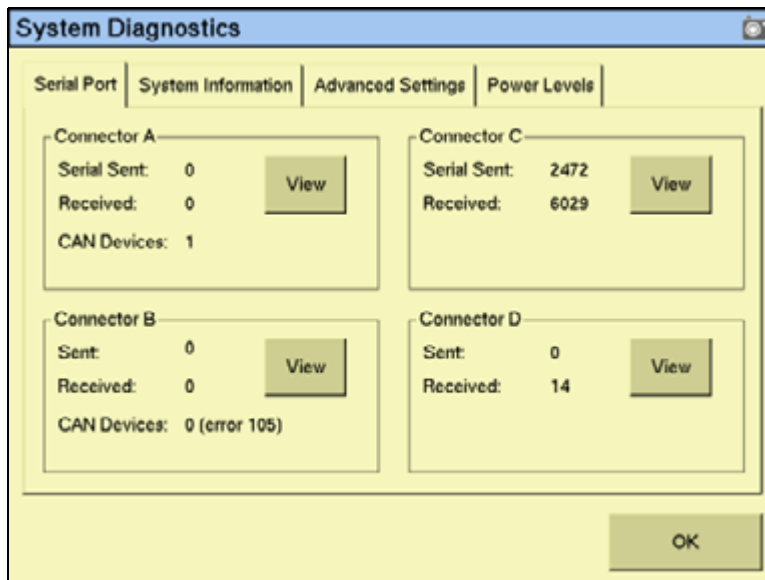 System Diagnostics
Serial Port System Information Advanced Settings Power Levels
Connector A
Serial Sent: 0
Received: 0
CAN Devices: 1
View
Connector C
Serial Sent: 2472
Received: 6029
View
Connector B
Sent: 0
Received: 0
CAN Devices: 0 (error 105)
View
Connector D
Sent: 0
Received: 14
View
OK